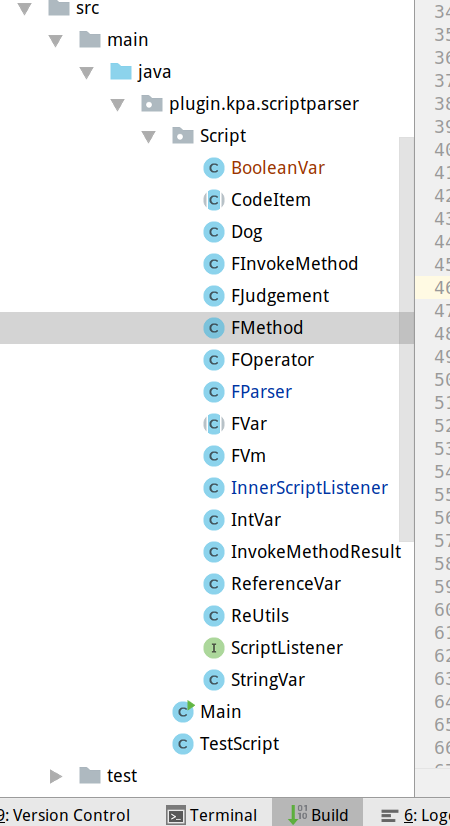 src
main
java
plugin.kpa.scriptparser
Script
BooleanVar
CodeItem
Dog
FInvokeMethod
FJudgement
FMethod
FOperator
FParser
FVar
FVm
InnerScriptListener
IntVar
InvokeMethodResult
ReferenceVar
ReUtils
ScriptListener
StringVar
Main
TestScript
test
34
35
36
37
38
39
40
41
42
43
44
45
46
47
48
49
50
51
52
53
54
55
56
57
58
59
60
61
62
63
64
65
66
9: Version Control
Terminal
Build
6: Logc